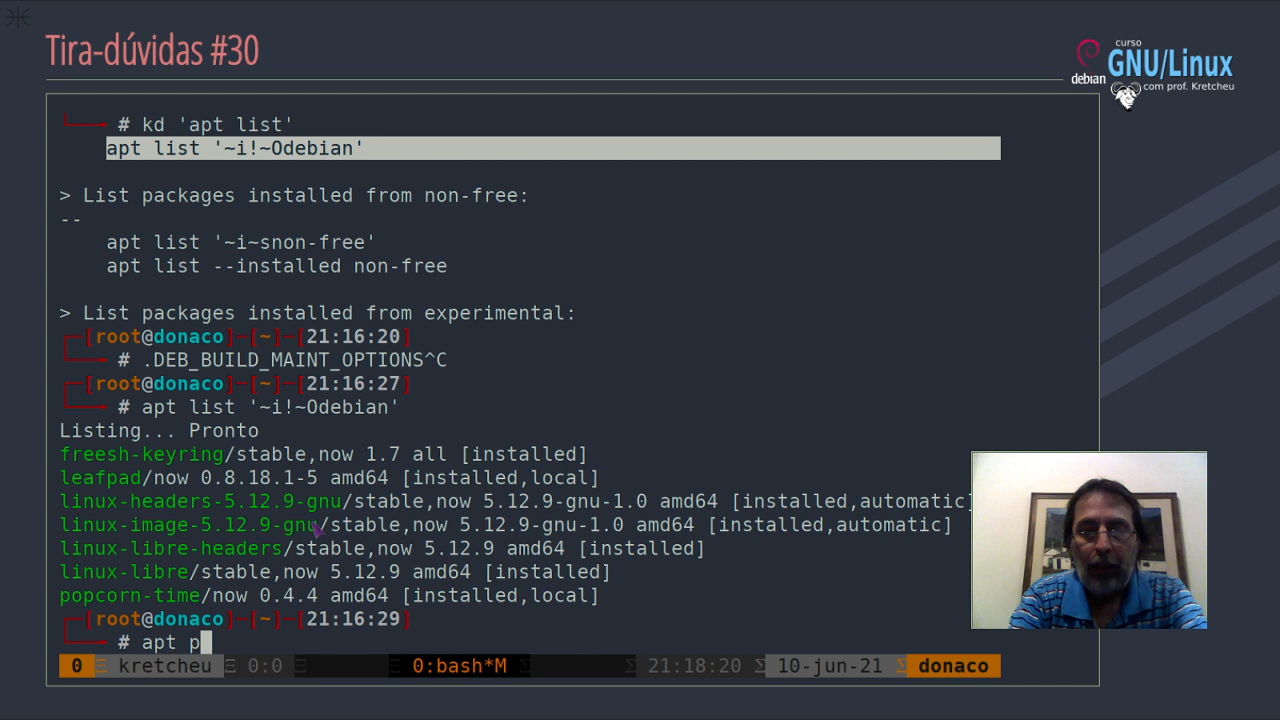 Tira-dúvidas #30
curso
GNU/Linux
debian
com prof. Kretcheu
# kd 'apt list'
apt list '~i!~Odebian'
> List packages installed from non-free:
--
apt list '~i~snon-free'
apt list --installed non-free
> List packages installed from experimental:
[root@donaco]-[~]-[21:16:20]
# .DEB_BUILD_MAINT_OPTIONS^C
[root@donaco]-[~]-[21:16:27]
# apt list '~i!~Odebian'
Listing... Pronto
freesh-keyring/stable,now 1.7 all [installed]
leafpad/now 0.8.18.1-5 amd64 [installed,local]
linux-headers-5.12.9-gnu/stable,now 5.12.9-gnu-1.0 amd64 [installed,automatic]
linux-image-5.12.9-gnu/stable,now 5.12.9-gnu-1.0 amd64 [installed,automatic]
linux-libre-headers/stable,now 5.12.9 amd64 [installed]
linux-libre/stable,now 5.12.9 amd64 [installed]
popcorn-time/now 0.4.4 amd64 [installed,local]
[root@donaco]-[~]-[21:16:29]
# apt p
0 Ξ kretcheu Ξ 0:0 Ξ 0:bash*M Σ 21:18:20 Σ 10-jun-21 Σ donaco